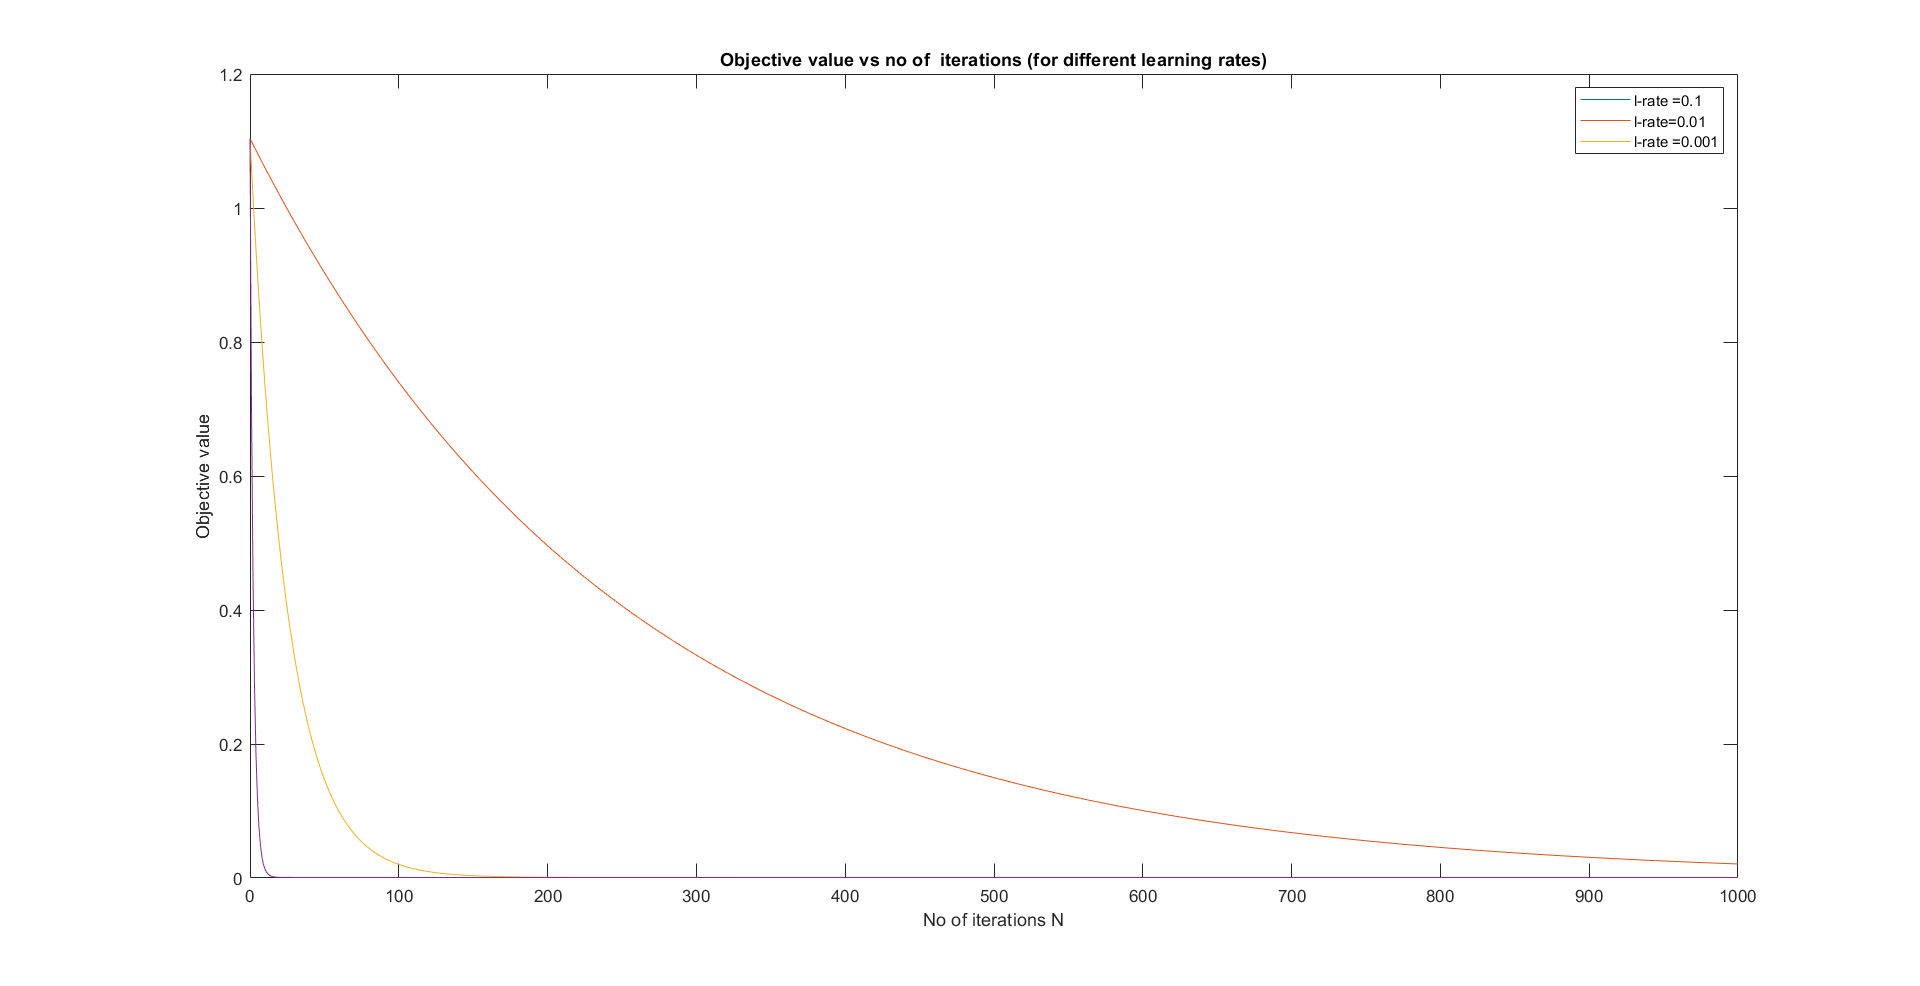 Objective value vs no of  iterations (for different learning rates)
l-rate =0.1
l-rate=0.01
l-rate =0.001
Objective value
1.2
1
0.8
0.6
0.4
0.2
0
0 100 200 300 400 500 600 700 800 900 1000
No of iterations N